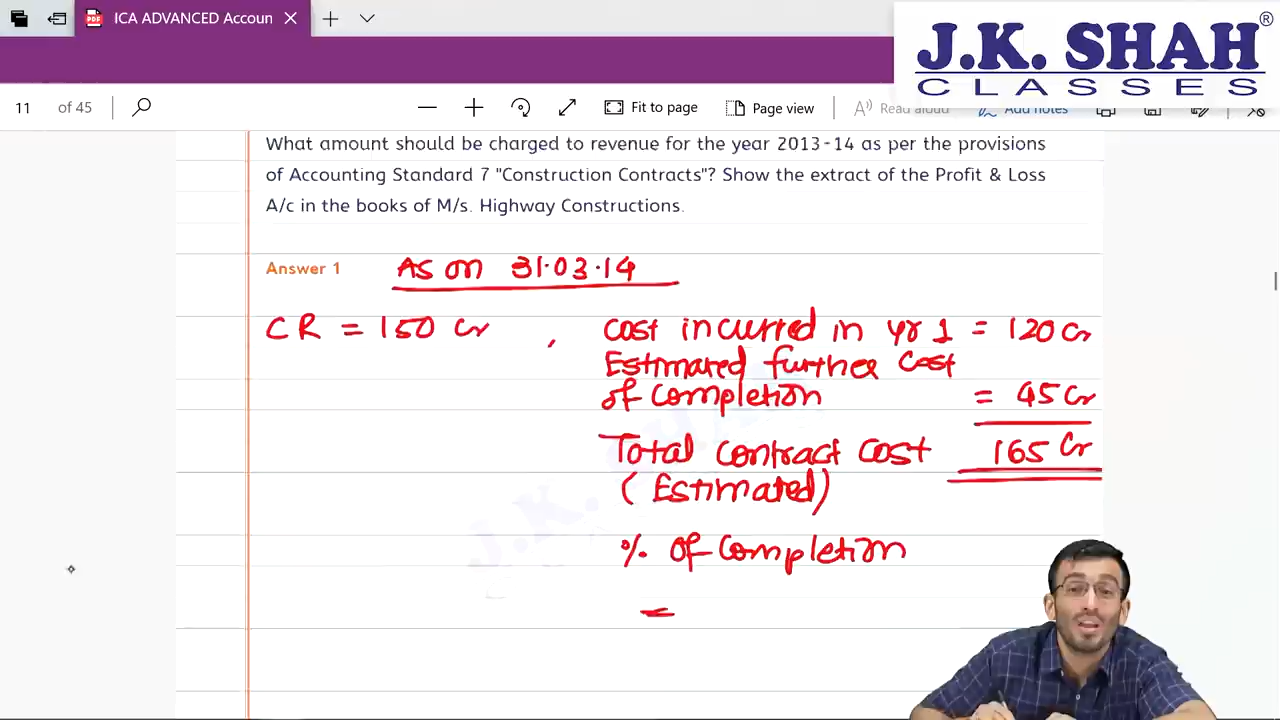 ICA ADVANCED Accoun
J.K. SHAH®
CLASSES
11 of 45
Fit to page
Page view
Read aloud
Add notes
What amount should be charged to revenue for the year 2013-14 as per the provisions
of Accounting Standard 7 "Construction Contracts"? Show the extract of the Profit & Loss
A/c in the books of M/s. Highway Constructions.
Answer 1 As on 31.03.14
CR = 150 Cr , Cost incurred in yr 1 = 120 Cr
Estimated further cost
of completion = 45 Cr
Total contract cost 165 Cr
(Estimated)
% of completion
=
J.K.